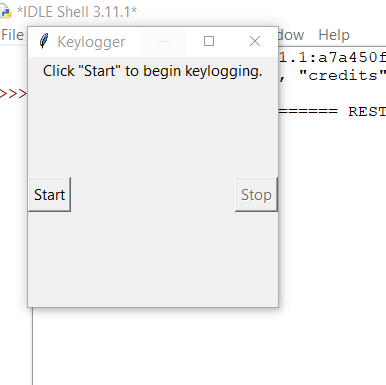 *IDLE Shell 3.11.1*
File
dow Help
Keylogger
1.1:a7a450f
, "credits"
Click "Start" to begin keylogging.
>>>
====== REST
Start
Stop